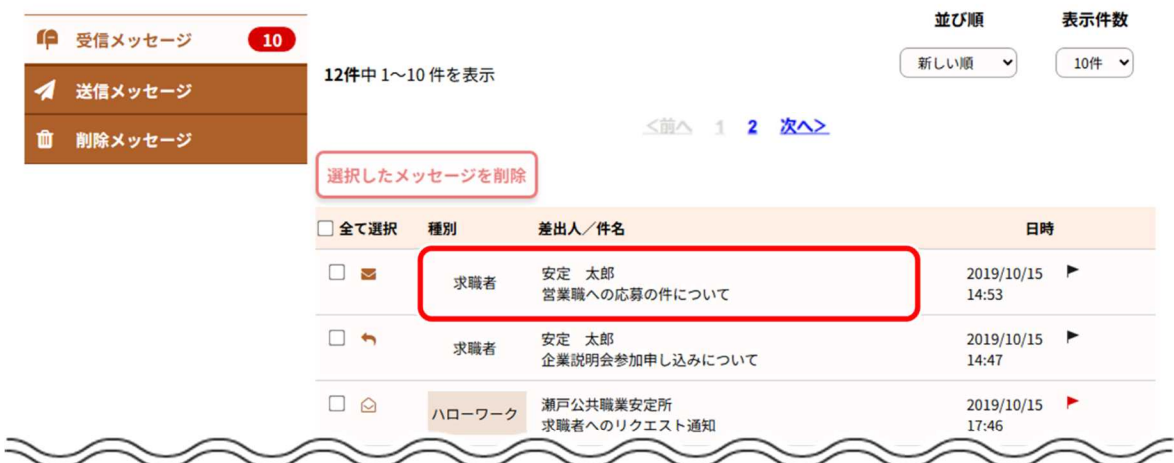 並び順 表示件数
受信メッセージ 10
新しい順 10件
12件中 1～10 件を表示
送信メッセージ
<前へ 1 2 次へ>
削除メッセージ
選択したメッセージを削除
全て選択 種別 差出人／件名 日時
求職者 安定　太郎 2019/10/15
営業職への応募の件について 14:53
求職者 安定　太郎 2019/10/15
企業説明会参加申し込みについて 14:47
ハローワーク 瀬戸公共職業安定所 2019/10/15
求職者へのリクエスト通知 17:46